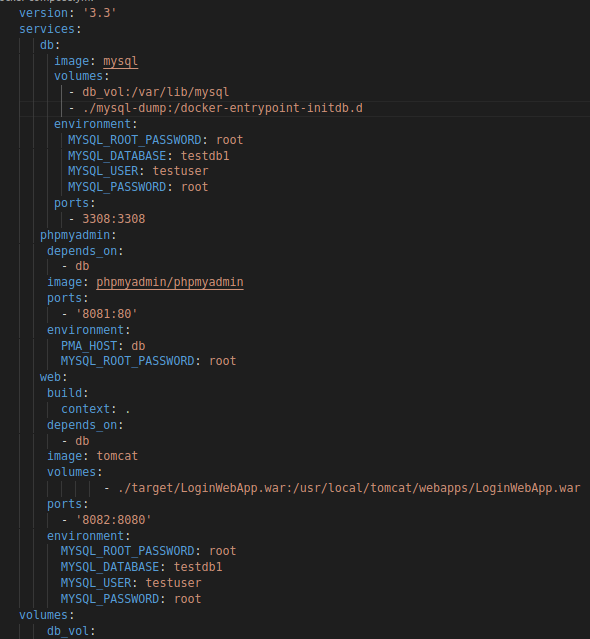 version: '3.3'
services:
db:
image: mysql
volumes:
- db_vol:/var/lib/mysql
- ./mysql-dump:/docker-entrypoint-initdb.d
environment:
MYSQL_ROOT_PASSWORD: root
MYSQL_DATABASE: testdb1
MYSQL_USER: testuser
MYSQL_PASSWORD: root
ports:
- 3308:3308
phpmyadmin:
depends_on:
- db
image: phpmyadmin/phpmyadmin
ports:
- '8081:80'
environment:
PMA_HOST: db
MYSQL_ROOT_PASSWORD: root
web:
build:
context: .
depends_on:
- db
image: tomcat
volumes:
- ./target/LoginWebApp.war:/usr/local/tomcat/webapps/LoginWebApp.war
ports:
- '8082:8080'
environment:
MYSQL_ROOT_PASSWORD: root
MYSQL_DATABASE: testdb1
MYSQL_USER: testuser
MYSQL_PASSWORD: root
volumes:
db_vol: